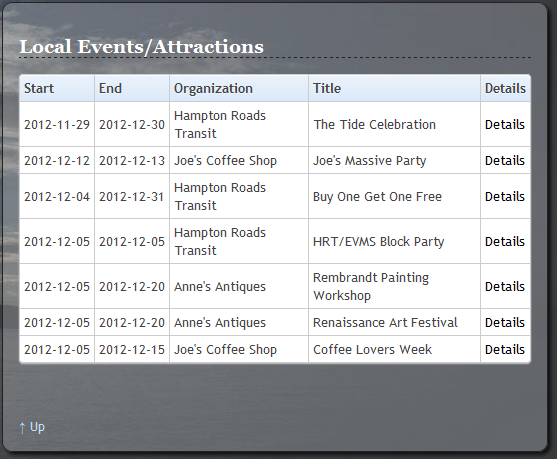 Local Events/Attractions
Start End Organization Title Details
2012-11-29 2012-12-30 Hampton Roads Transit The Tide Celebration Details
2012-12-12 2012-12-13 Joe's Coffee Shop Joe's Massive Party Details
2012-12-04 2012-12-31 Hampton Roads Transit Buy One Get One Free Details
2012-12-05 2012-12-05 Hampton Roads Transit HRT/EVMS Block Party Details
2012-12-05 2012-12-20 Anne's Antiques Rembrandt Painting Workshop Details
2012-12-05 2012-12-20 Anne's Antiques Renaissance Art Festival Details
2012-12-05 2012-12-15 Joe's Coffee Shop Coffee Lovers Week Details
↑ Up